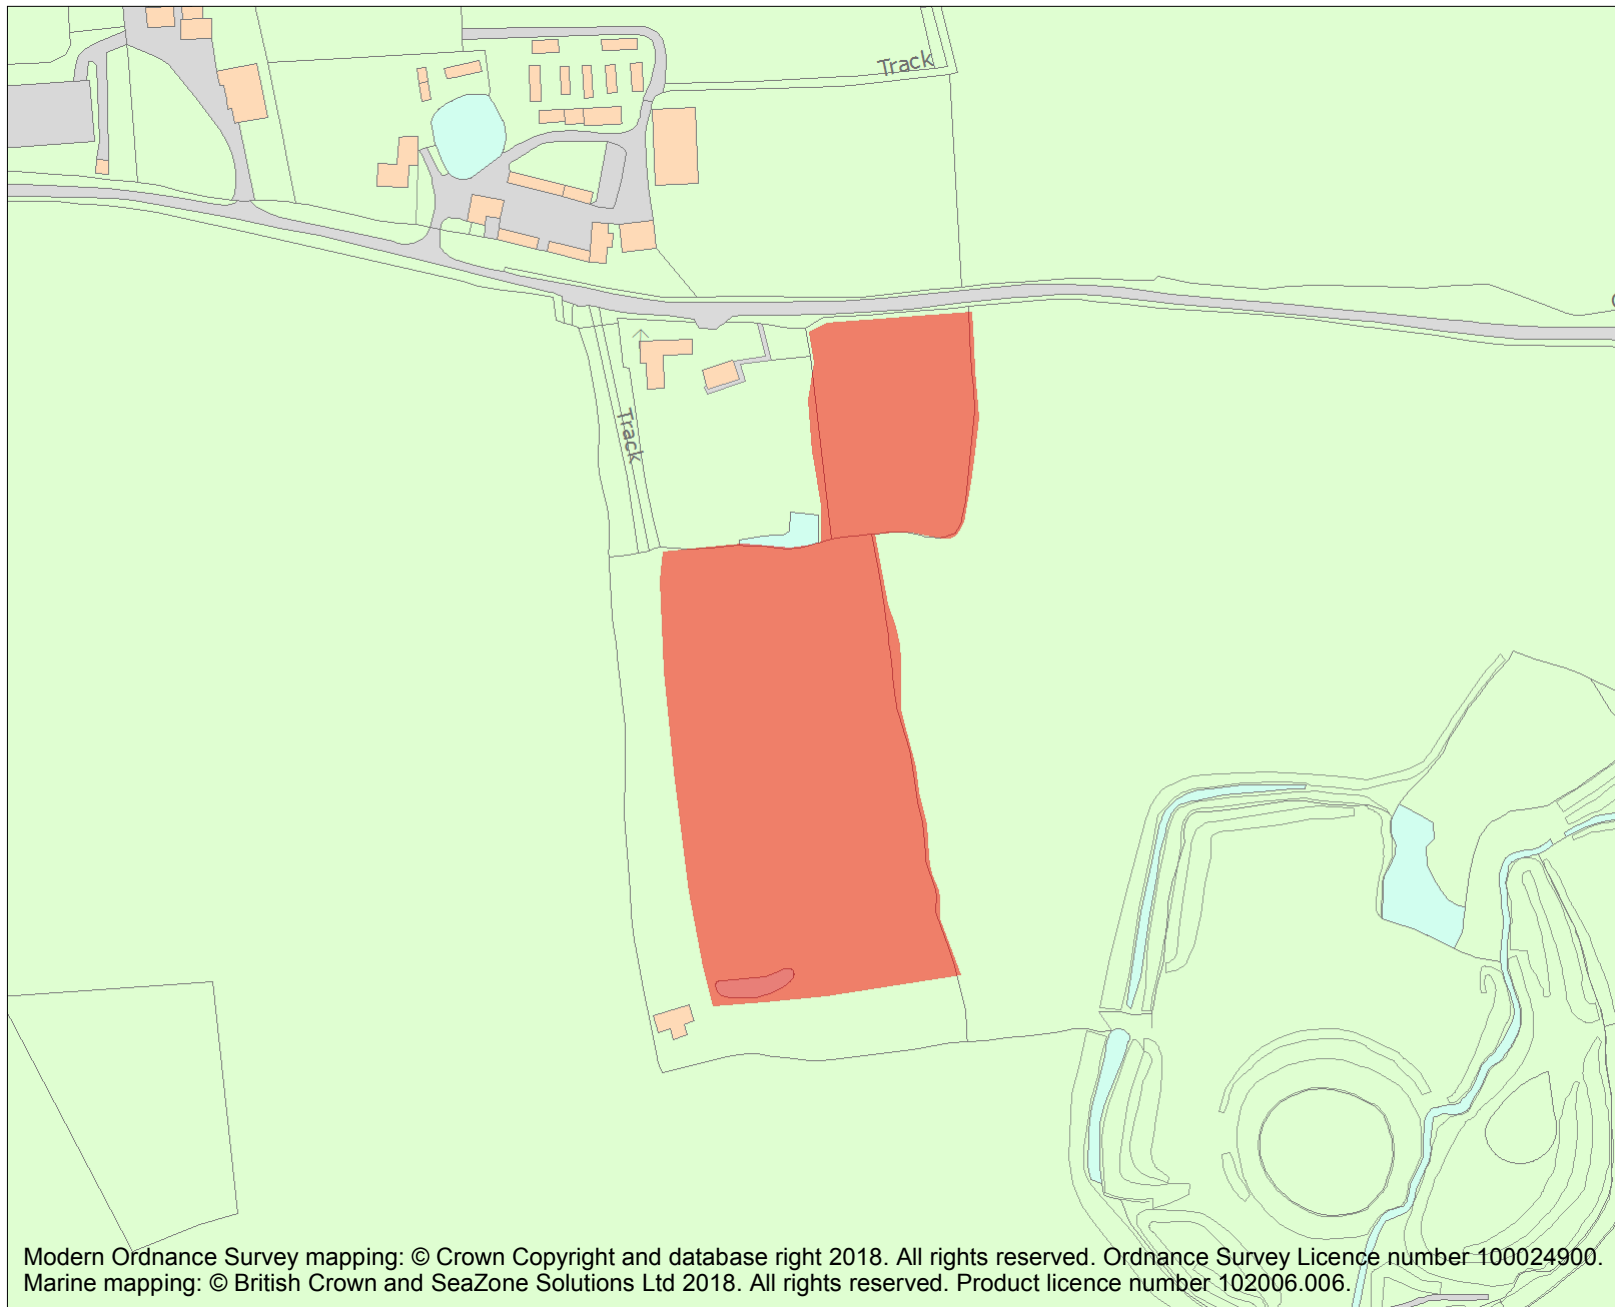 Track
Track
Modern Ordnance Survey mapping: © Crown Copyright and database right 2018. All rights reserved. Ordnance Survey Licence number 100024900.
Marine mapping: © British Crown and SeaZone Solutions Ltd 2018. All rights reserved. Product licence number 102006.006.